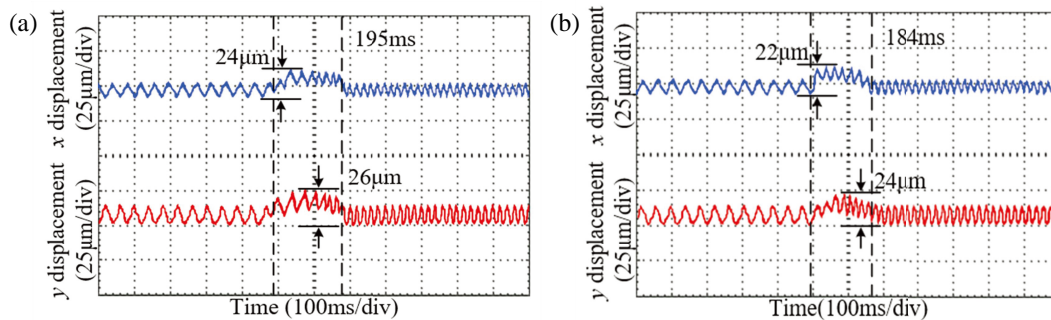 (a)
x displacement
(25μm/div)
y displacement
(25μm/div)
24μm
195ms
26μm
Time (100ms/div)
(b)
x displacement
(25μm/div)
y displacement
(25μm/div)
22μm
184ms
24μm
Time(100ms/div)